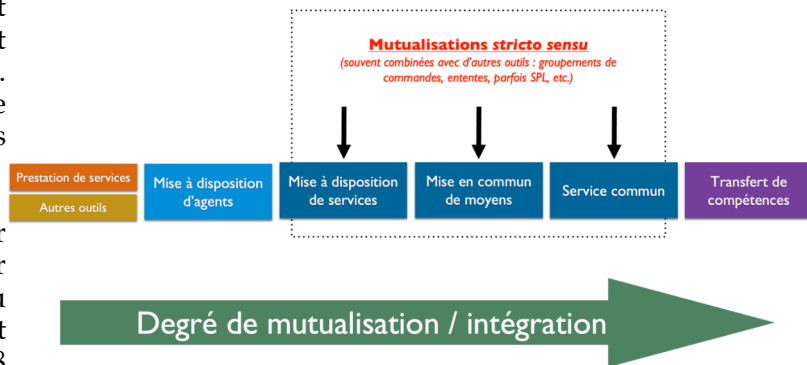 t
t
.
e
s
r
r
u
t
8
Mutualisations stricto sensu
(souvent combinées avec d'autres outils : groupements de
commandes, ententes, parfois SPL, etc.)
Prestation de services
Autres outils
Mise à disposition
d'agents
Mise à disposition
de services
Mise en commun
de moyens
Service commun
Transfert de
compétences
Degré de mutualisation / intégration